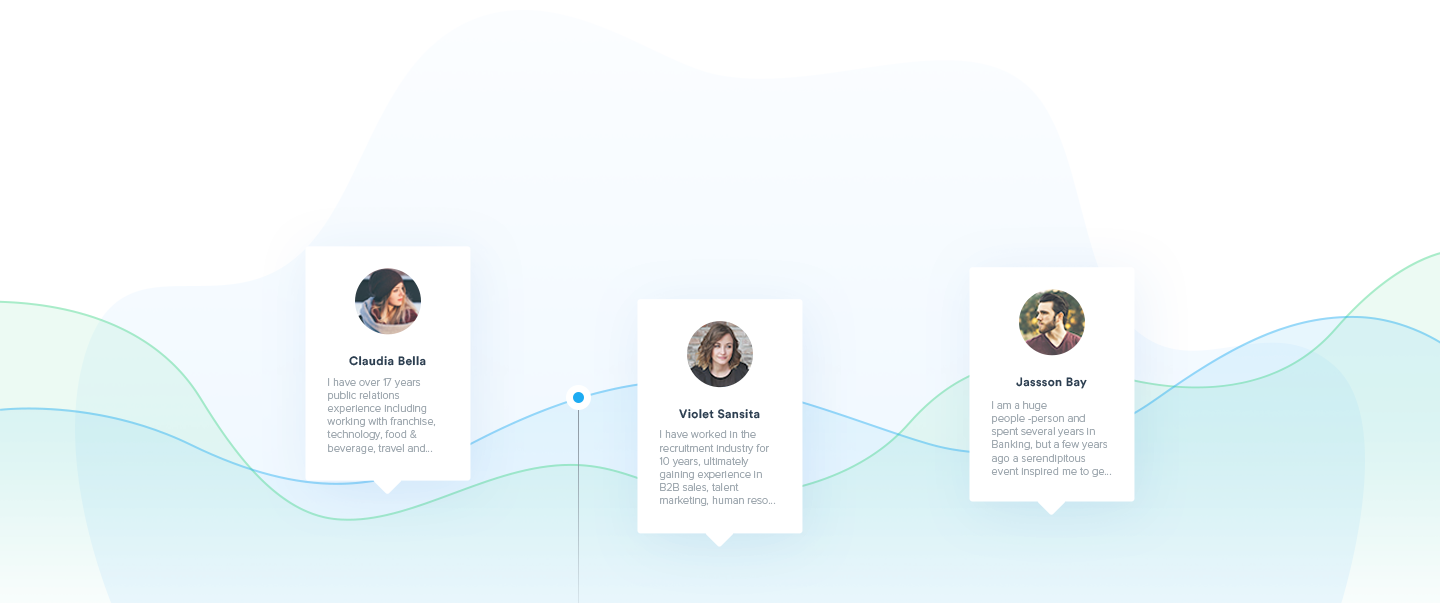 Claudia Bella
I have over 17 years
public relations
experience including
working with franchise,
technology, food &
beverage, travel and...
Violet Sansita
I have worked in the
recruitment industry for
10 years, ultimately
gaining experience in
B2B sales, talent
marketing, human reso...
Jassson Bay
I am a huge
people -person and
spent several years in
Banking, but a few years
ago a serendipitous
event inspired me to ge...